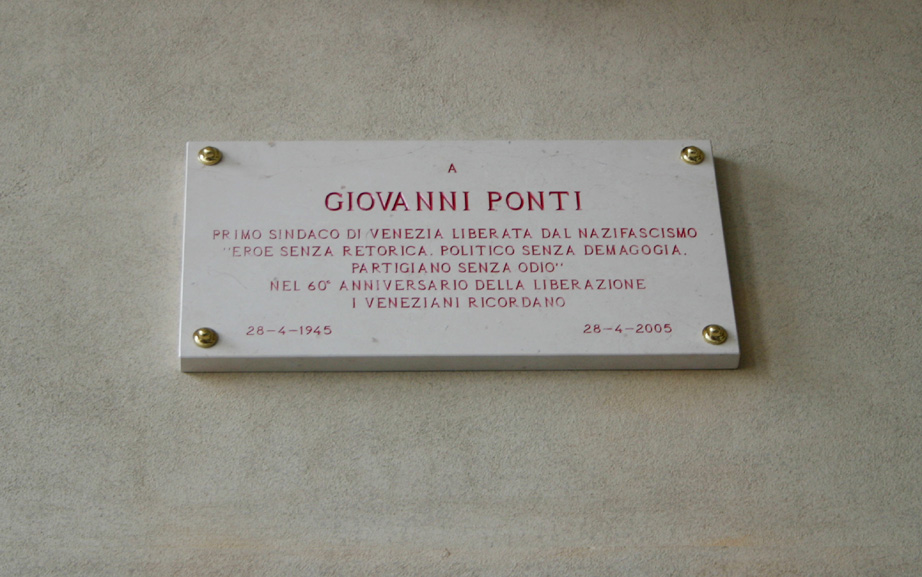 A
GIOVANNI PONTI
PRIMO SINDACO DI VENEZIA LIBERATA DAL NAZIFASCISMO
"EROE SENZA RETORICA, POLITICO SENZA DEMAGOGIA,
PARTIGIANO SENZA ODIO"
NEL 60° ANNIVERSARIO DELLA LIBERAZIONE
I VENEZIANI RICORDANO
28-4-1945 28-4-2005